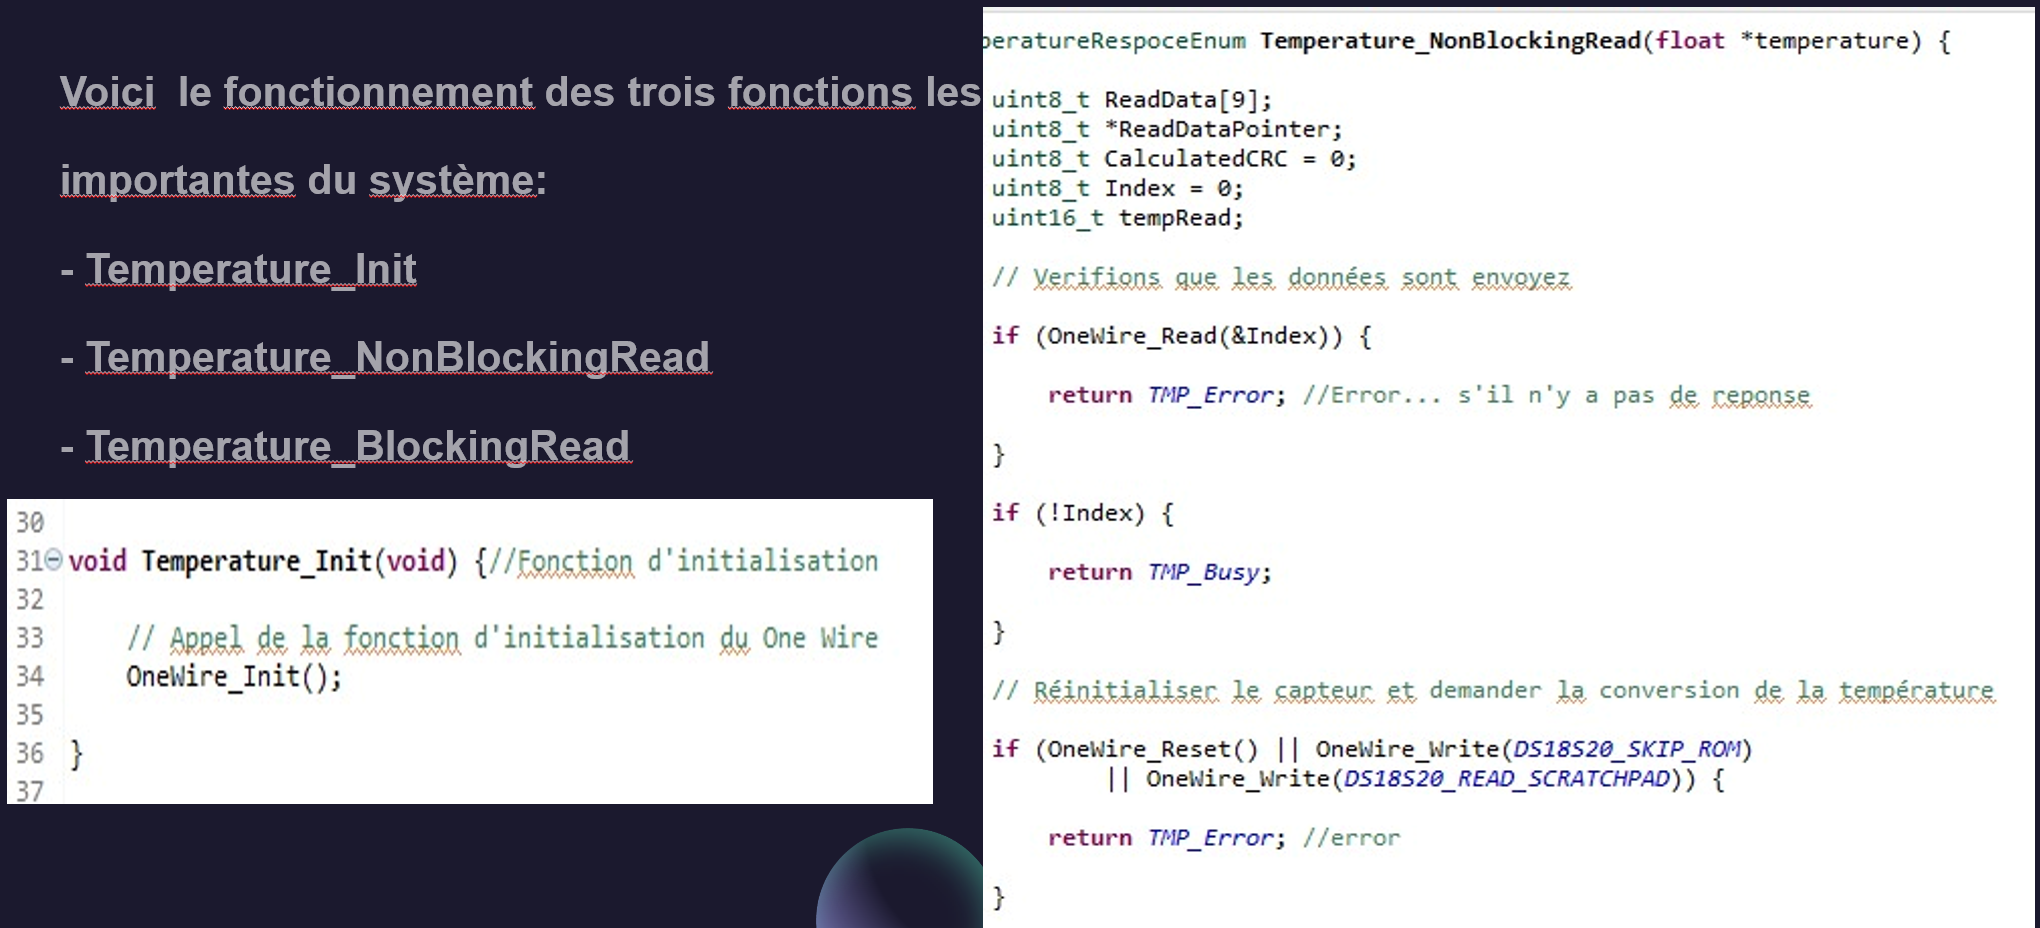 Voici  le fonctionnement des trois fonctions les
importantes du système:
- Temperature_Init
- Temperature_NonBlockingRead
- Temperature_BlockingRead
30
31 void Temperature_Init(void) {//Fonction d'initialisation
32
33     // Appel de la fonction d'initialisation du One Wire
34     OneWire_Init();
35
36 }
37
peratureRespoceEnum Temperature_NonBlockingRead(float *temperature) {
uint8_t ReadData[9];
uint8_t *ReadDataPointer;
uint8_t CalculatedCRC = 0;
uint8_t Index = 0;
uint16_t tempRead;
// Verifions que les données sont envoyez
if (OneWire_Read(&Index)) {
    return TMP_Error; //Error... s'il n'y a pas de reponse
}
if (!Index) {
    return TMP_Busy;
}
// Réinitialiser le capteur et demander la conversion de la température
if (OneWire_Reset() || OneWire_Write(DS18S20_SKIP_ROM)
        || OneWire_Write(DS18S20_READ_SCRATCHPAD)) {
    return TMP_Error; //error
}